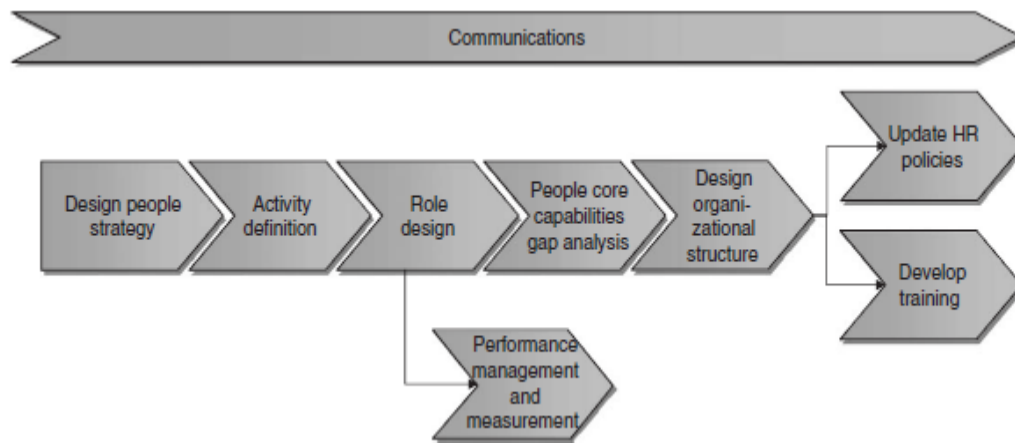 Communications
Update HR
policies
Design people
strategy
Activity
definition
Role
design
People core
capabilities
gap analysis
Design
organi-
zational
structure
Develop
training
Performance
management
and
measurement